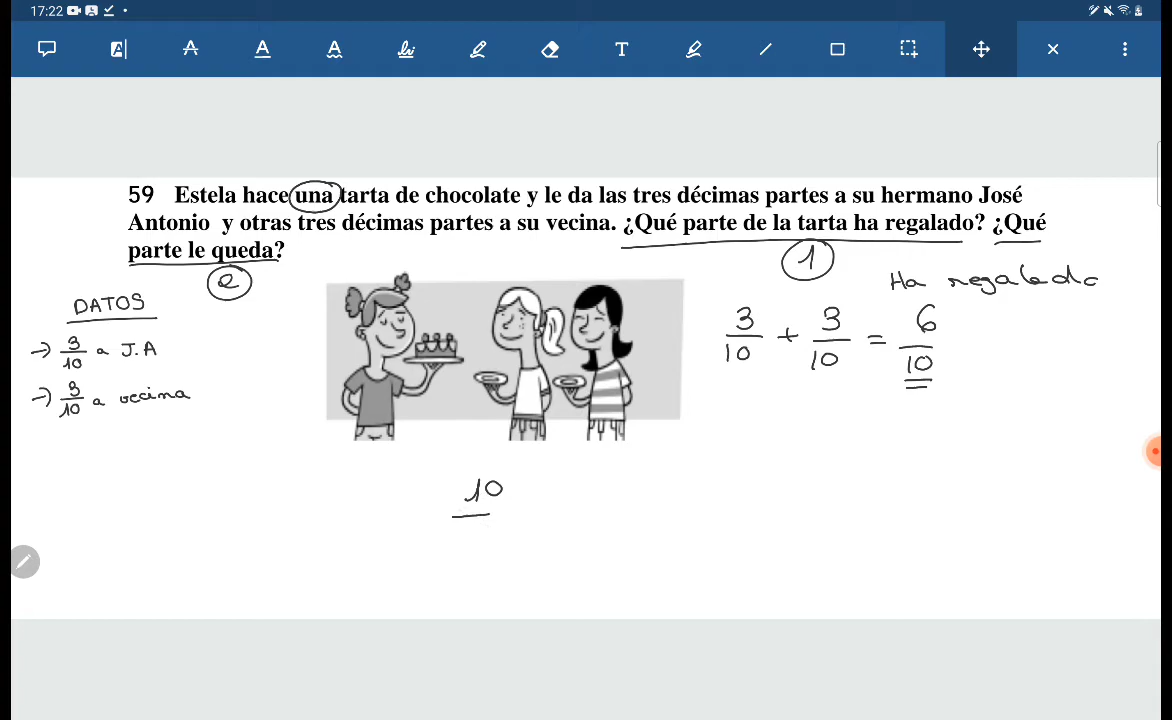 17:22
A T
59 Estela hace una tarta de chocolate y le da las tres décimas partes a su hermano José
Antonio y otras tres décimas partes a su vecina. ¿Qué parte de la tarta ha regalado? ¿Qué
parte le queda?
1
2
Ha regalado
DATOS
→ 3/10 a J.A
→ 3/10 a vecina
3/10 + 3/10 = 6/10
10